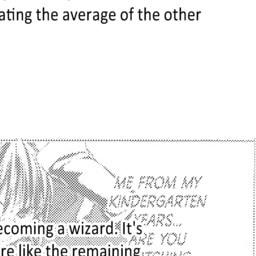 ating the average of the other
ME FROM MY
KINDERGARTEN
YEARS...
ecoming a wizard. It's
ARE YOU
re like the remaining
WATCHING